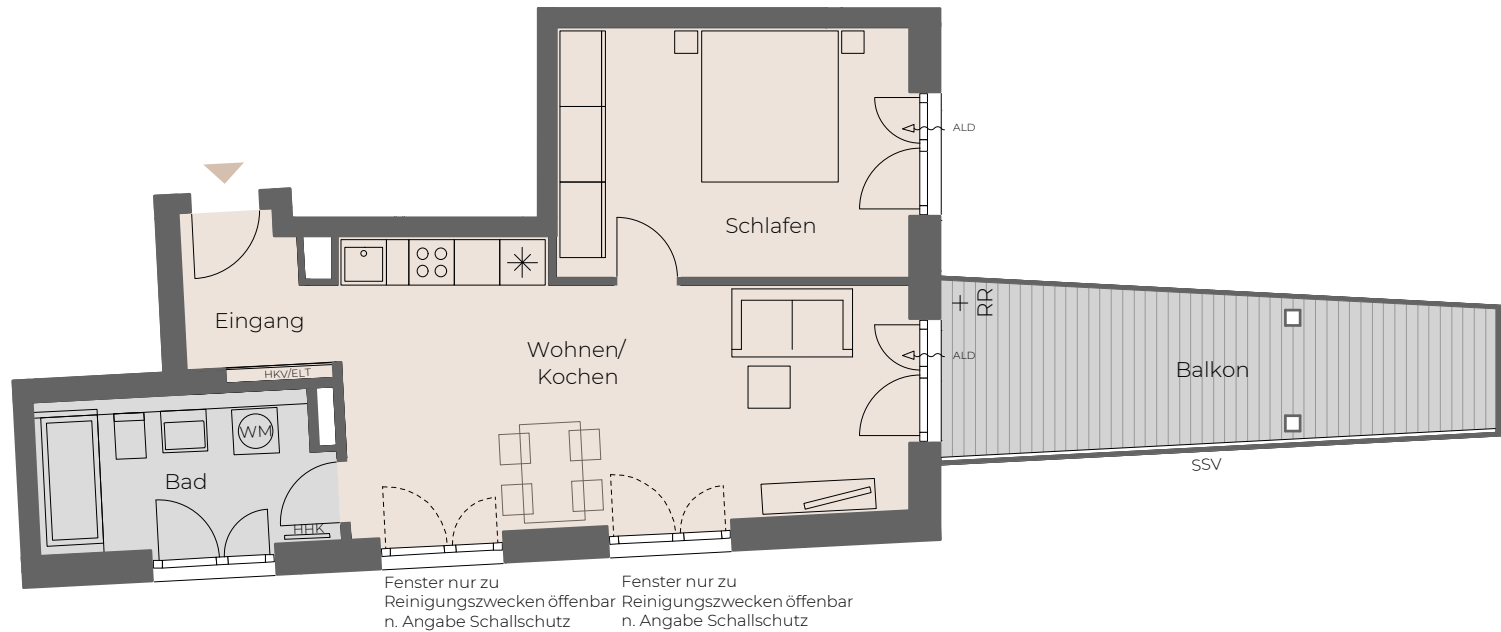 ALD
Schlafen
RR
Eingang
Wohnen/
Kochen
ALD
Balkon
HKV/ELT
WM
Bad
SSV
HHK
Fenster nur zu
Reinigungszwecken öffenbar
n. Angabe Schallschutz
Fenster nur zu
Reinigungszwecken öffenbar
n. Angabe Schallschutz